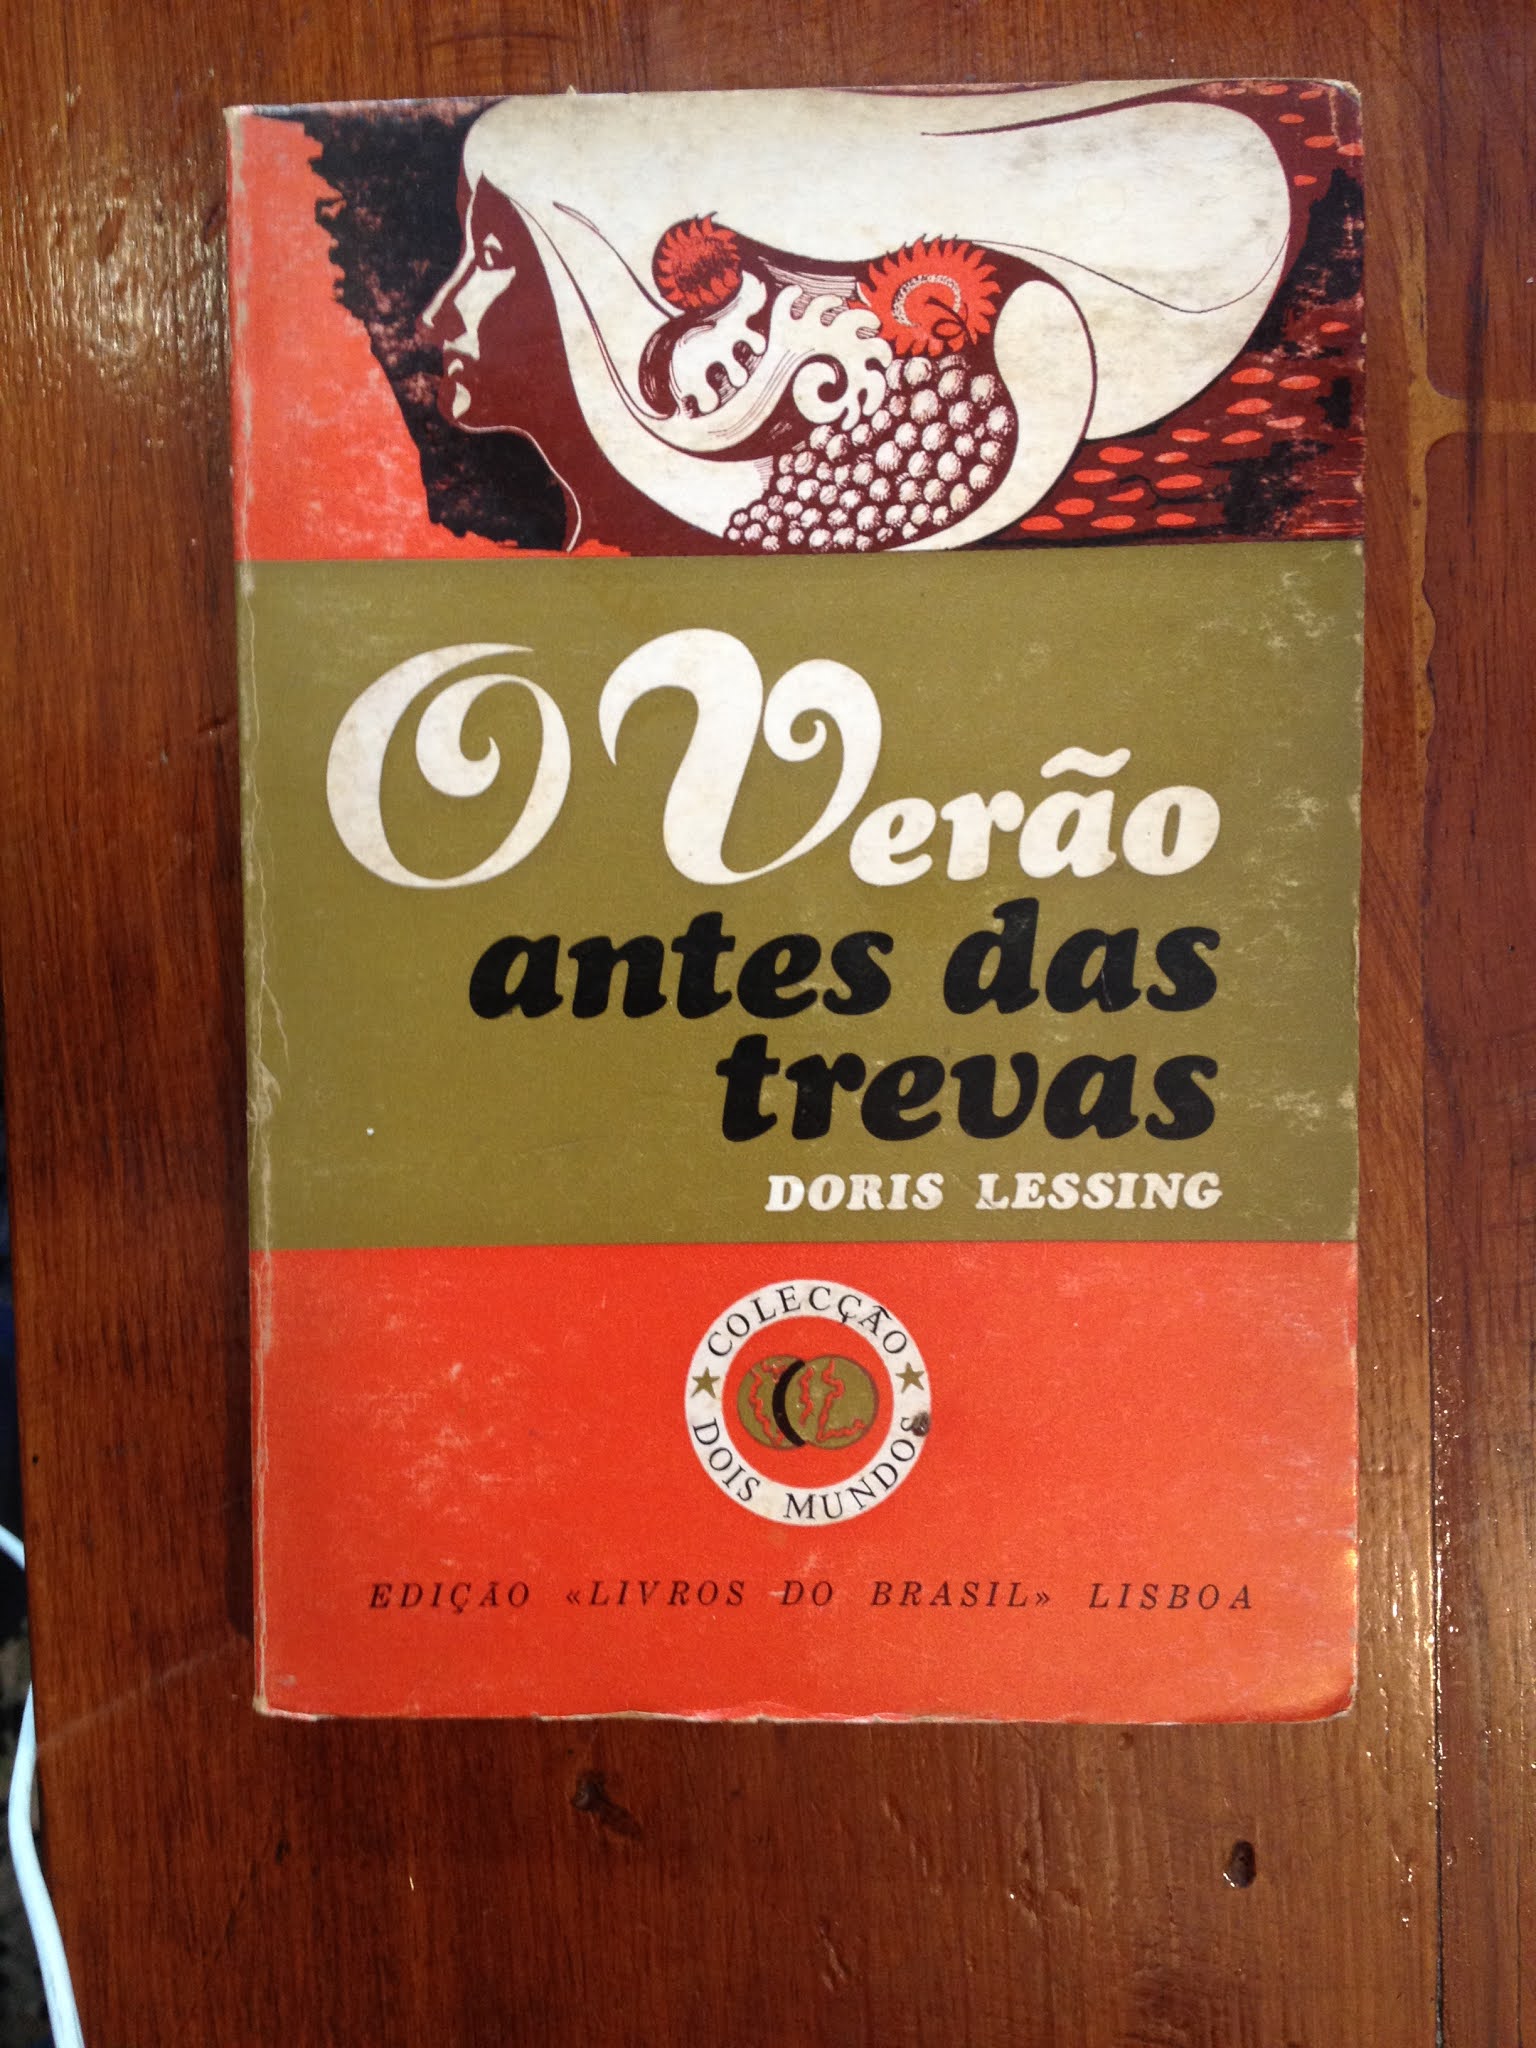 O Verão
antes das
trevas
DORIS LESSING
COLECÇÃO
DOIS MUNDOS
EDIÇÃO «LIVROS DO BRASIL» LISBOA